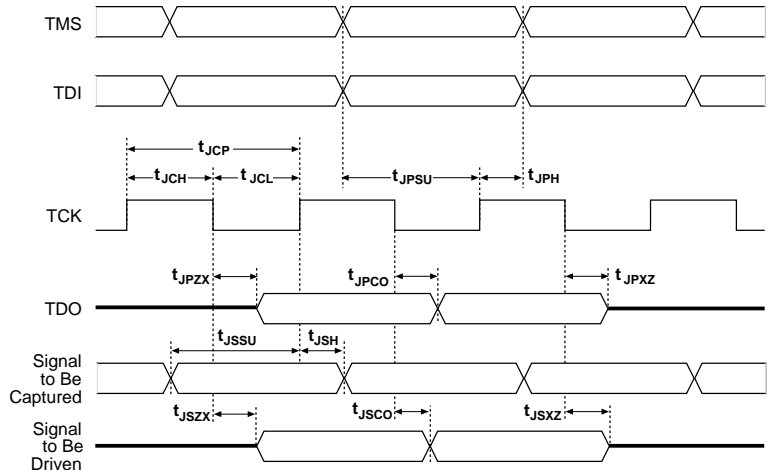 TMS
TDI
tJCP
tJCH tJCL tJPSU tJPH
TCK
tJPZX tJPCO tJPXZ
TDO
tJSSU tJSH
Signal
to Be
Captured
tJSZX tJSCO tJSXZ
Signal
to Be
Driven